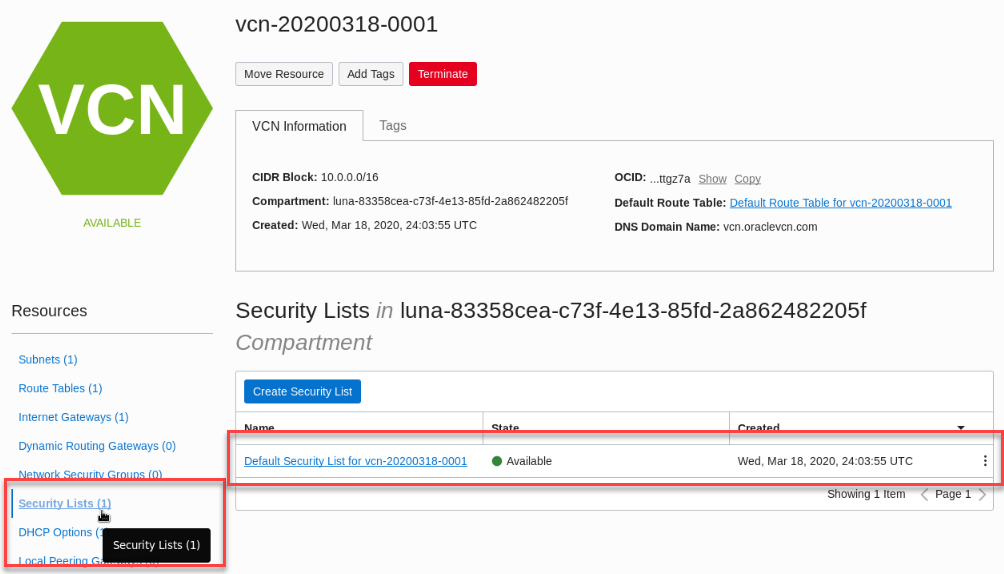 vcn-20200318-0001
VCN
Move Resource Add Tags Terminate
VCN Information Tags
CIDR Block: 10.0.0.0/16
Compartment: luna-83358cea-c73f-4e13-85fd-2a862482205f
Created: Wed, Mar 18, 2020, 24:03:55 UTC
OCID: ...ttgz7a Show Copy
Default Route Table: Default Route Table for vcn-20200318-0001
DNS Domain Name: vcn.oraclevcn.com
AVAILABLE
Resources
Subnets (1)
Route Tables (1)
Internet Gateways (1)
Dynamic Routing Gateways (0)
Network Security Groups (0)
Security Lists (1)
DHCP Options (
Security Lists (1)
Local Peering
Security Lists in luna-83358cea-c73f-4e13-85fd-2a862482205f
Compartment
Create Security List
Name State Created
Default Security List for vcn-20200318-0001 Available Wed, Mar 18, 2020, 24:03:55 UTC
Showing 1 Item Page 1